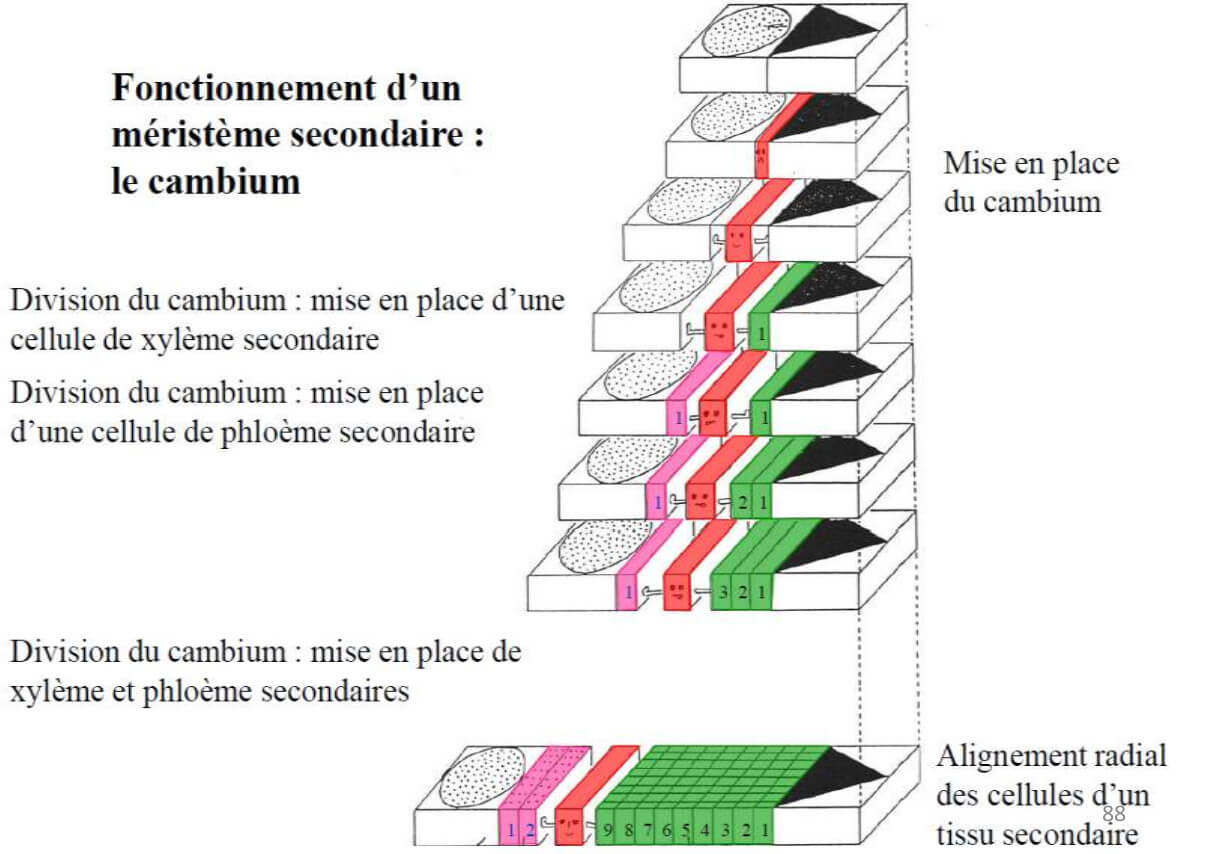 Fonctionnement d’un
méristème secondaire :
le cambium
Mise en place
du cambium
Division du cambium : mise en place d’une
cellule de xylème secondaire
1
Division du cambium : mise en place
d’une cellule de phloème secondaire
1 1
1 2 1
1 3 2 1
Division du cambium : mise en place de
xylème et phloème secondaires
1 2 9 8 7 6 5 4 3 2 1
Alignement radial
des cellules d’un
88
tissu secondaire